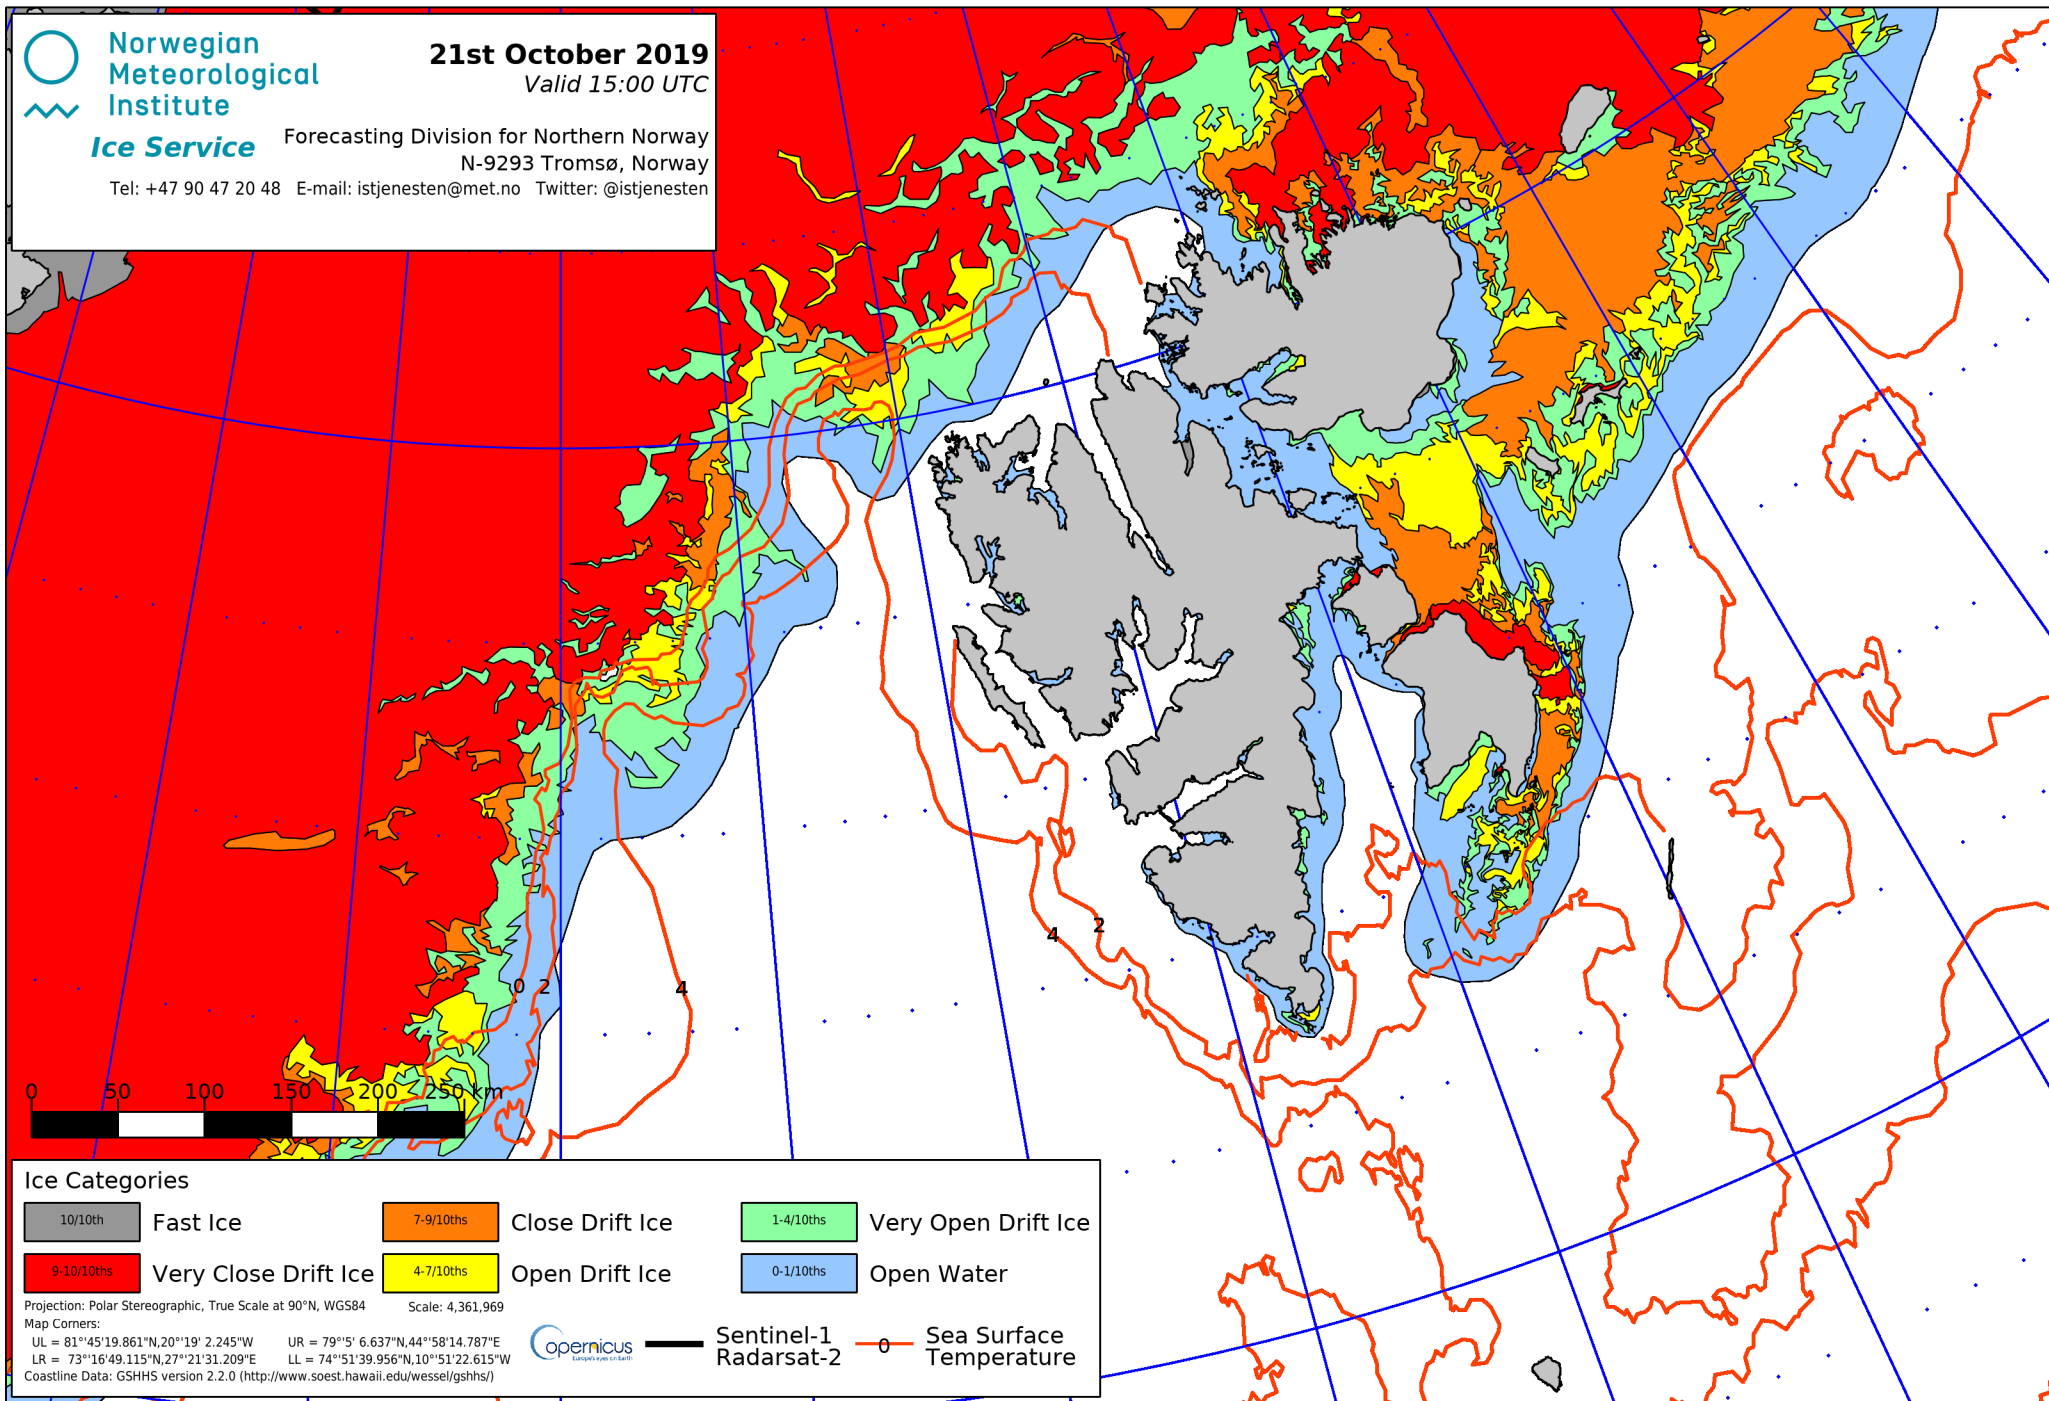 Norwegian
Meteorological
Institute
Ice Service
21st October 2019
Valid 15:00 UTC
Forecasting Division for Northern Norway
N-9293 Tromsø, Norway
Tel: +47 90 47 20 48 E-mail: istjenesten@met.no Twitter: @istjenesten
4
2
0
2
4
0 50 100 150 200 250 km
Ice Categories
10/10th Fast Ice
7-9/10ths Close Drift Ice
1-4/10ths Very Open Drift Ice
9-10/10ths Very Close Drift Ice
4-7/10ths Open Drift Ice
0-1/10ths Open Water
Projection: Polar Stereographic, True Scale at 90°N, WGS84 Scale: 4,361,969
Map Corners:
UL = 81°'45'19.861"N,20°'19' 2.245"W UR = 79°'5' 6.637"N,44°'58'14.787"E
LR = 73°'16'49.115"N,27°'21'31.209"E LL = 74°'51'39.956"N,10°'51'22.615"W
Coastline Data: GSHHS version 2.2.0 (http://www.soest.hawaii.edu/wessel/gshhs/)
Copernicus
Europe's eyes on Earth
Sentinel-1
Radarsat-2
0
Sea Surface
Temperature